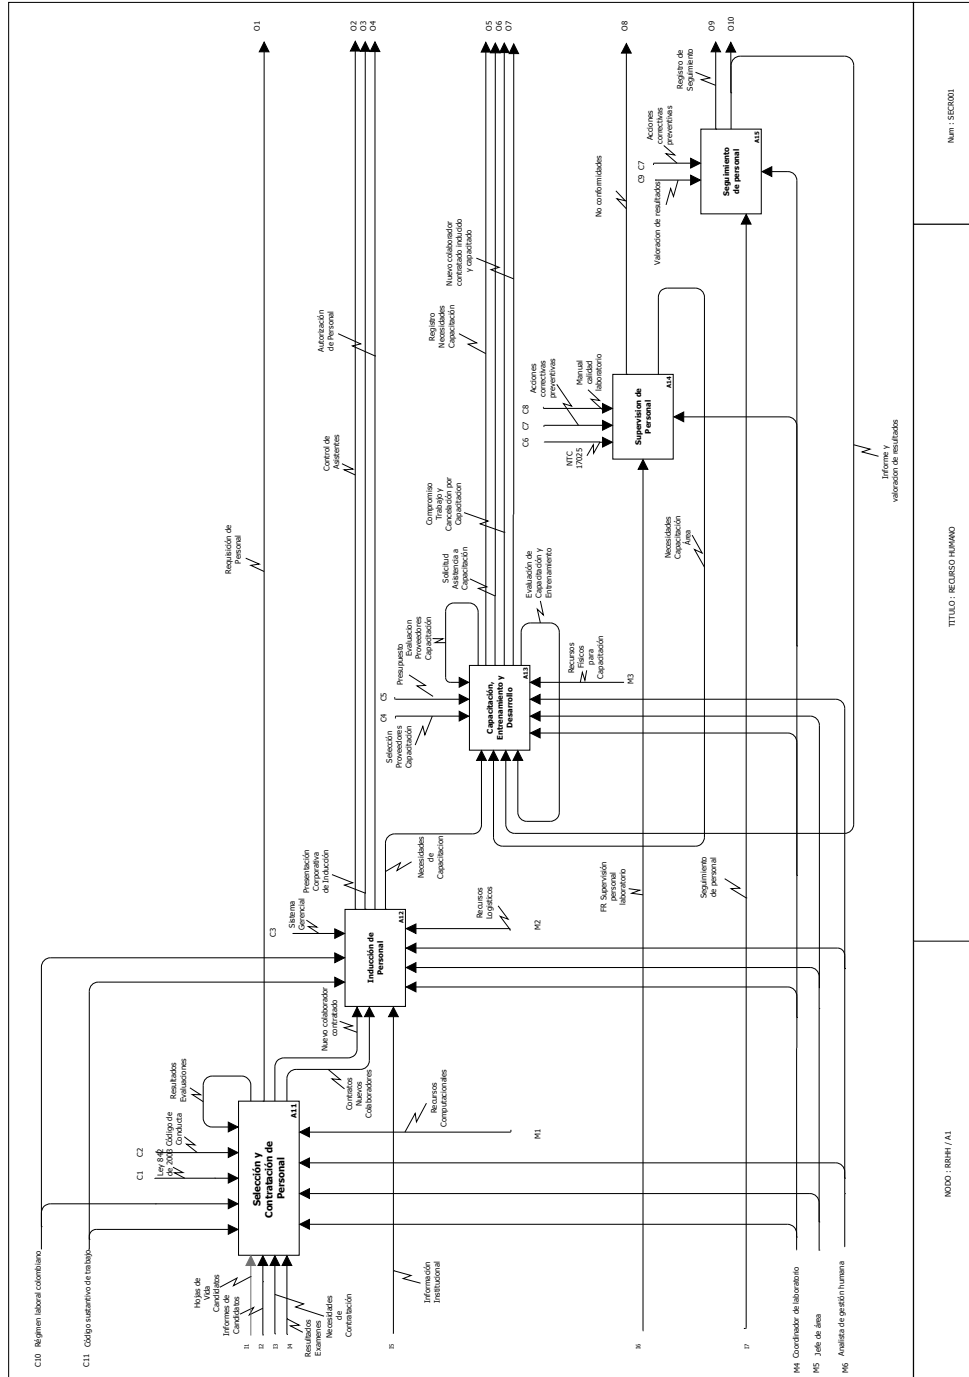 O1
O2
O3
O4
O5
O6
O7
O8
O9
O10
Requisición de
Personal
Control de
Asistentes
Autorización
de Personal
Presentación
Corporativa
de Inducción
Registro
Necesidades
Capacitación
Nuevo colaborador
contratado inducido
y capacitado
Solicitud
Asistencia a
Capacitación
Compromiso
Trabajo y
Cancelación por
Capacitacion
No conformidades
Registro de
Seguimiento
C10 Régimen laboral colombiano
C11 Código sustantivo de trabajo
C1
C2
Ley 842
de 2003
Código de
Conducta
Resultados
Evaluaciones
Selección y
Contratación de
Personal
A11
Hojas de
Vida
Candidatos
Informes de
Candidatos
Necesidades
de
Contratación
Resultados
Examenes
I1
I2
I3
I4
I5
I6
I7
Nuevo colaborador
contratado
Contratos
Nuevos
Colaboradores
Recursos
Computacionales
M1
Información
Institucional
C3
Sistema
Gerencial
Inducción de
Personal
A12
Necesidades
de
Capacitacion
Recursos
Logisticos
M2
C4
C5
Selección
Proveedores
Capacitación
Presupuesto
Evaluacion
Proveedores
Capacitación
Capacitación,
Entrenamiento y
Desarrollo
A13
Evaluación de
Capacitación y
Entrenamiento
Recursos
Físicos
para
Capacitación
M3
C6
C7
C8
NTC
17025
Acciones
correctivas
preventivas
Manual
calidad
laboratorio
Supervision de
Personal
A14
FR Supervisión
personal
laboratorio
Necesidades
Capacitación
Área
C9
C7
Valoracion de resultados
Acciones
correctivas
preventivas
Seguimiento
de personal
A15
Seguimiento
de personal
Informe y
valoracion de resultados
M4 Coordinador de laboratorio
M5 Jefe de área
M6 Analista de gestión humana
NODO : RRHH / A1
TITULO : RECURSO HUMANO
Num : SECR001